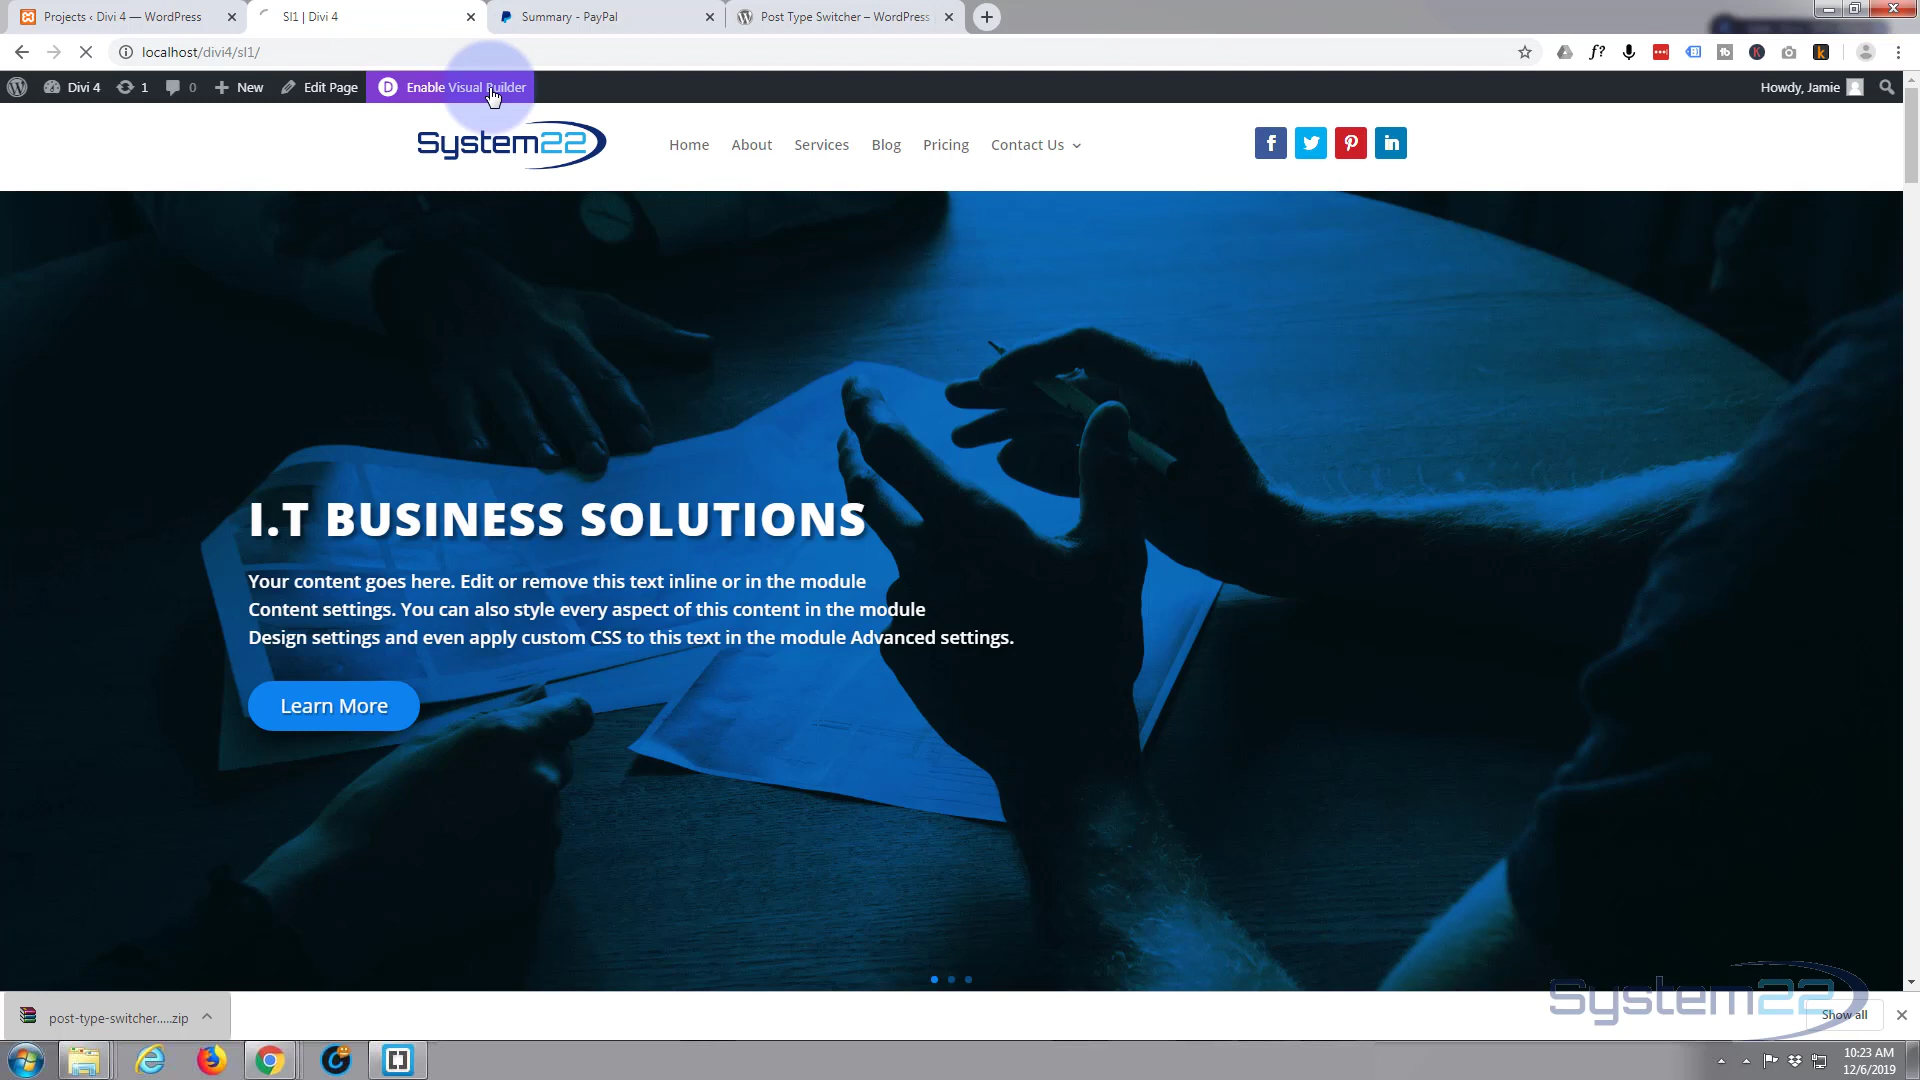 Projects ‹ Divi 4 — WordPress
Sl1 | Divi 4
Summary - PayPal
Post Type Switcher – WordPress
localhost/divi4/sl1/
Divi 4
1
0
New
Edit Page
Enable Visual Builder
Howdy, Jamie
System22
Home
About
Services
Blog
Pricing
Contact Us
I.T BUSINESS SOLUTIONS
Your content goes here. Edit or remove this text inline or in the module
Content settings. You can also style every aspect of this content in the module
Design settings and even apply custom CSS to this text in the module Advanced settings.
Learn More
System22
post-type-switcher.....zip
Show all
10:23 AM
12/6/2019